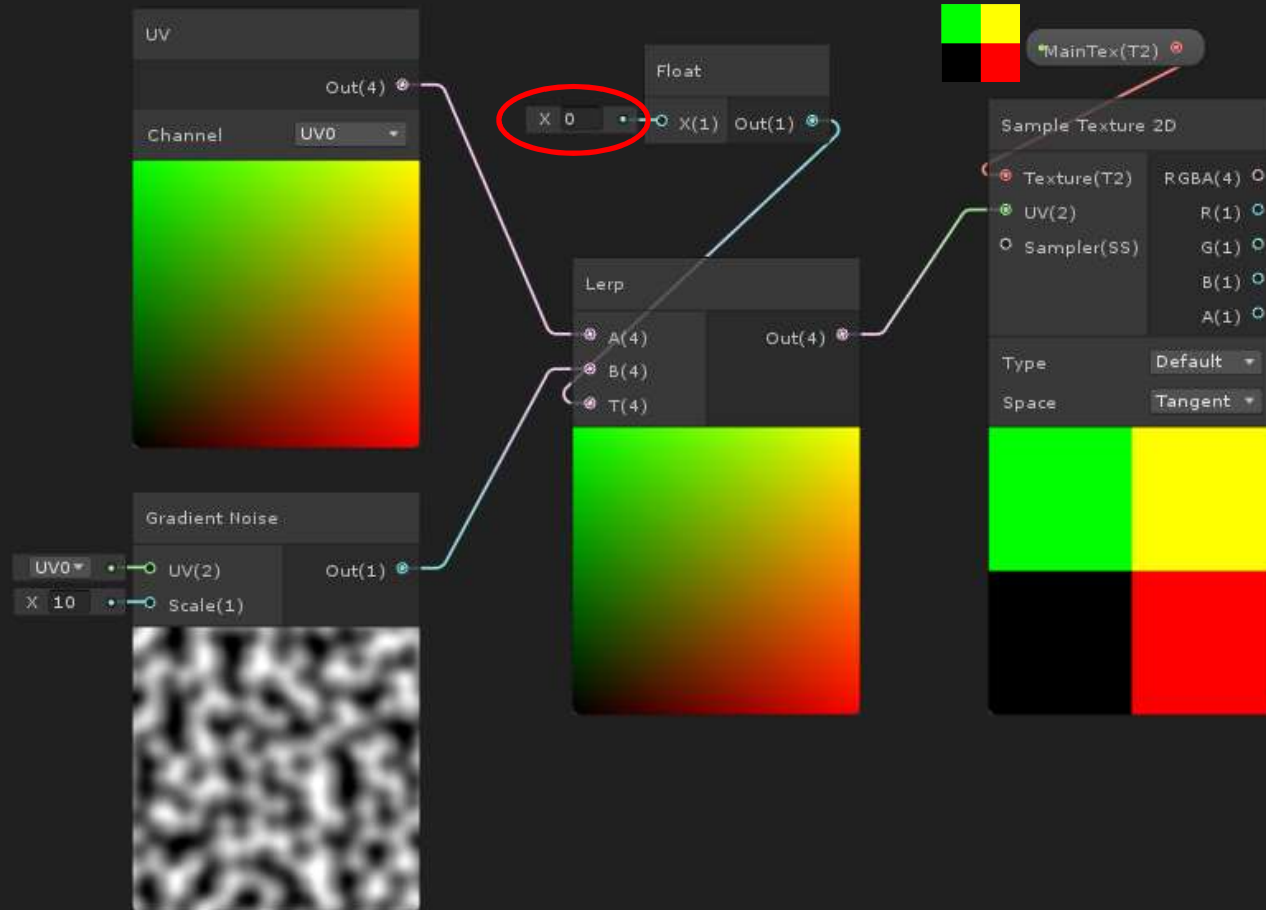 UV
Out(4)
Channel UV0
Float
X 0 X(1) Out(1)
MainTex(T2)
Sample Texture 2D
Texture(T2) RGBA(4)
UV(2) R(1)
Sampler(SS) G(1)
B(1)
A(1)
Type Default
Space Tangent
Lerp
A(4) Out(4)
B(4)
T(4)
Gradient Noise
UV0 UV(2) Out(1)
X 10 Scale(1)